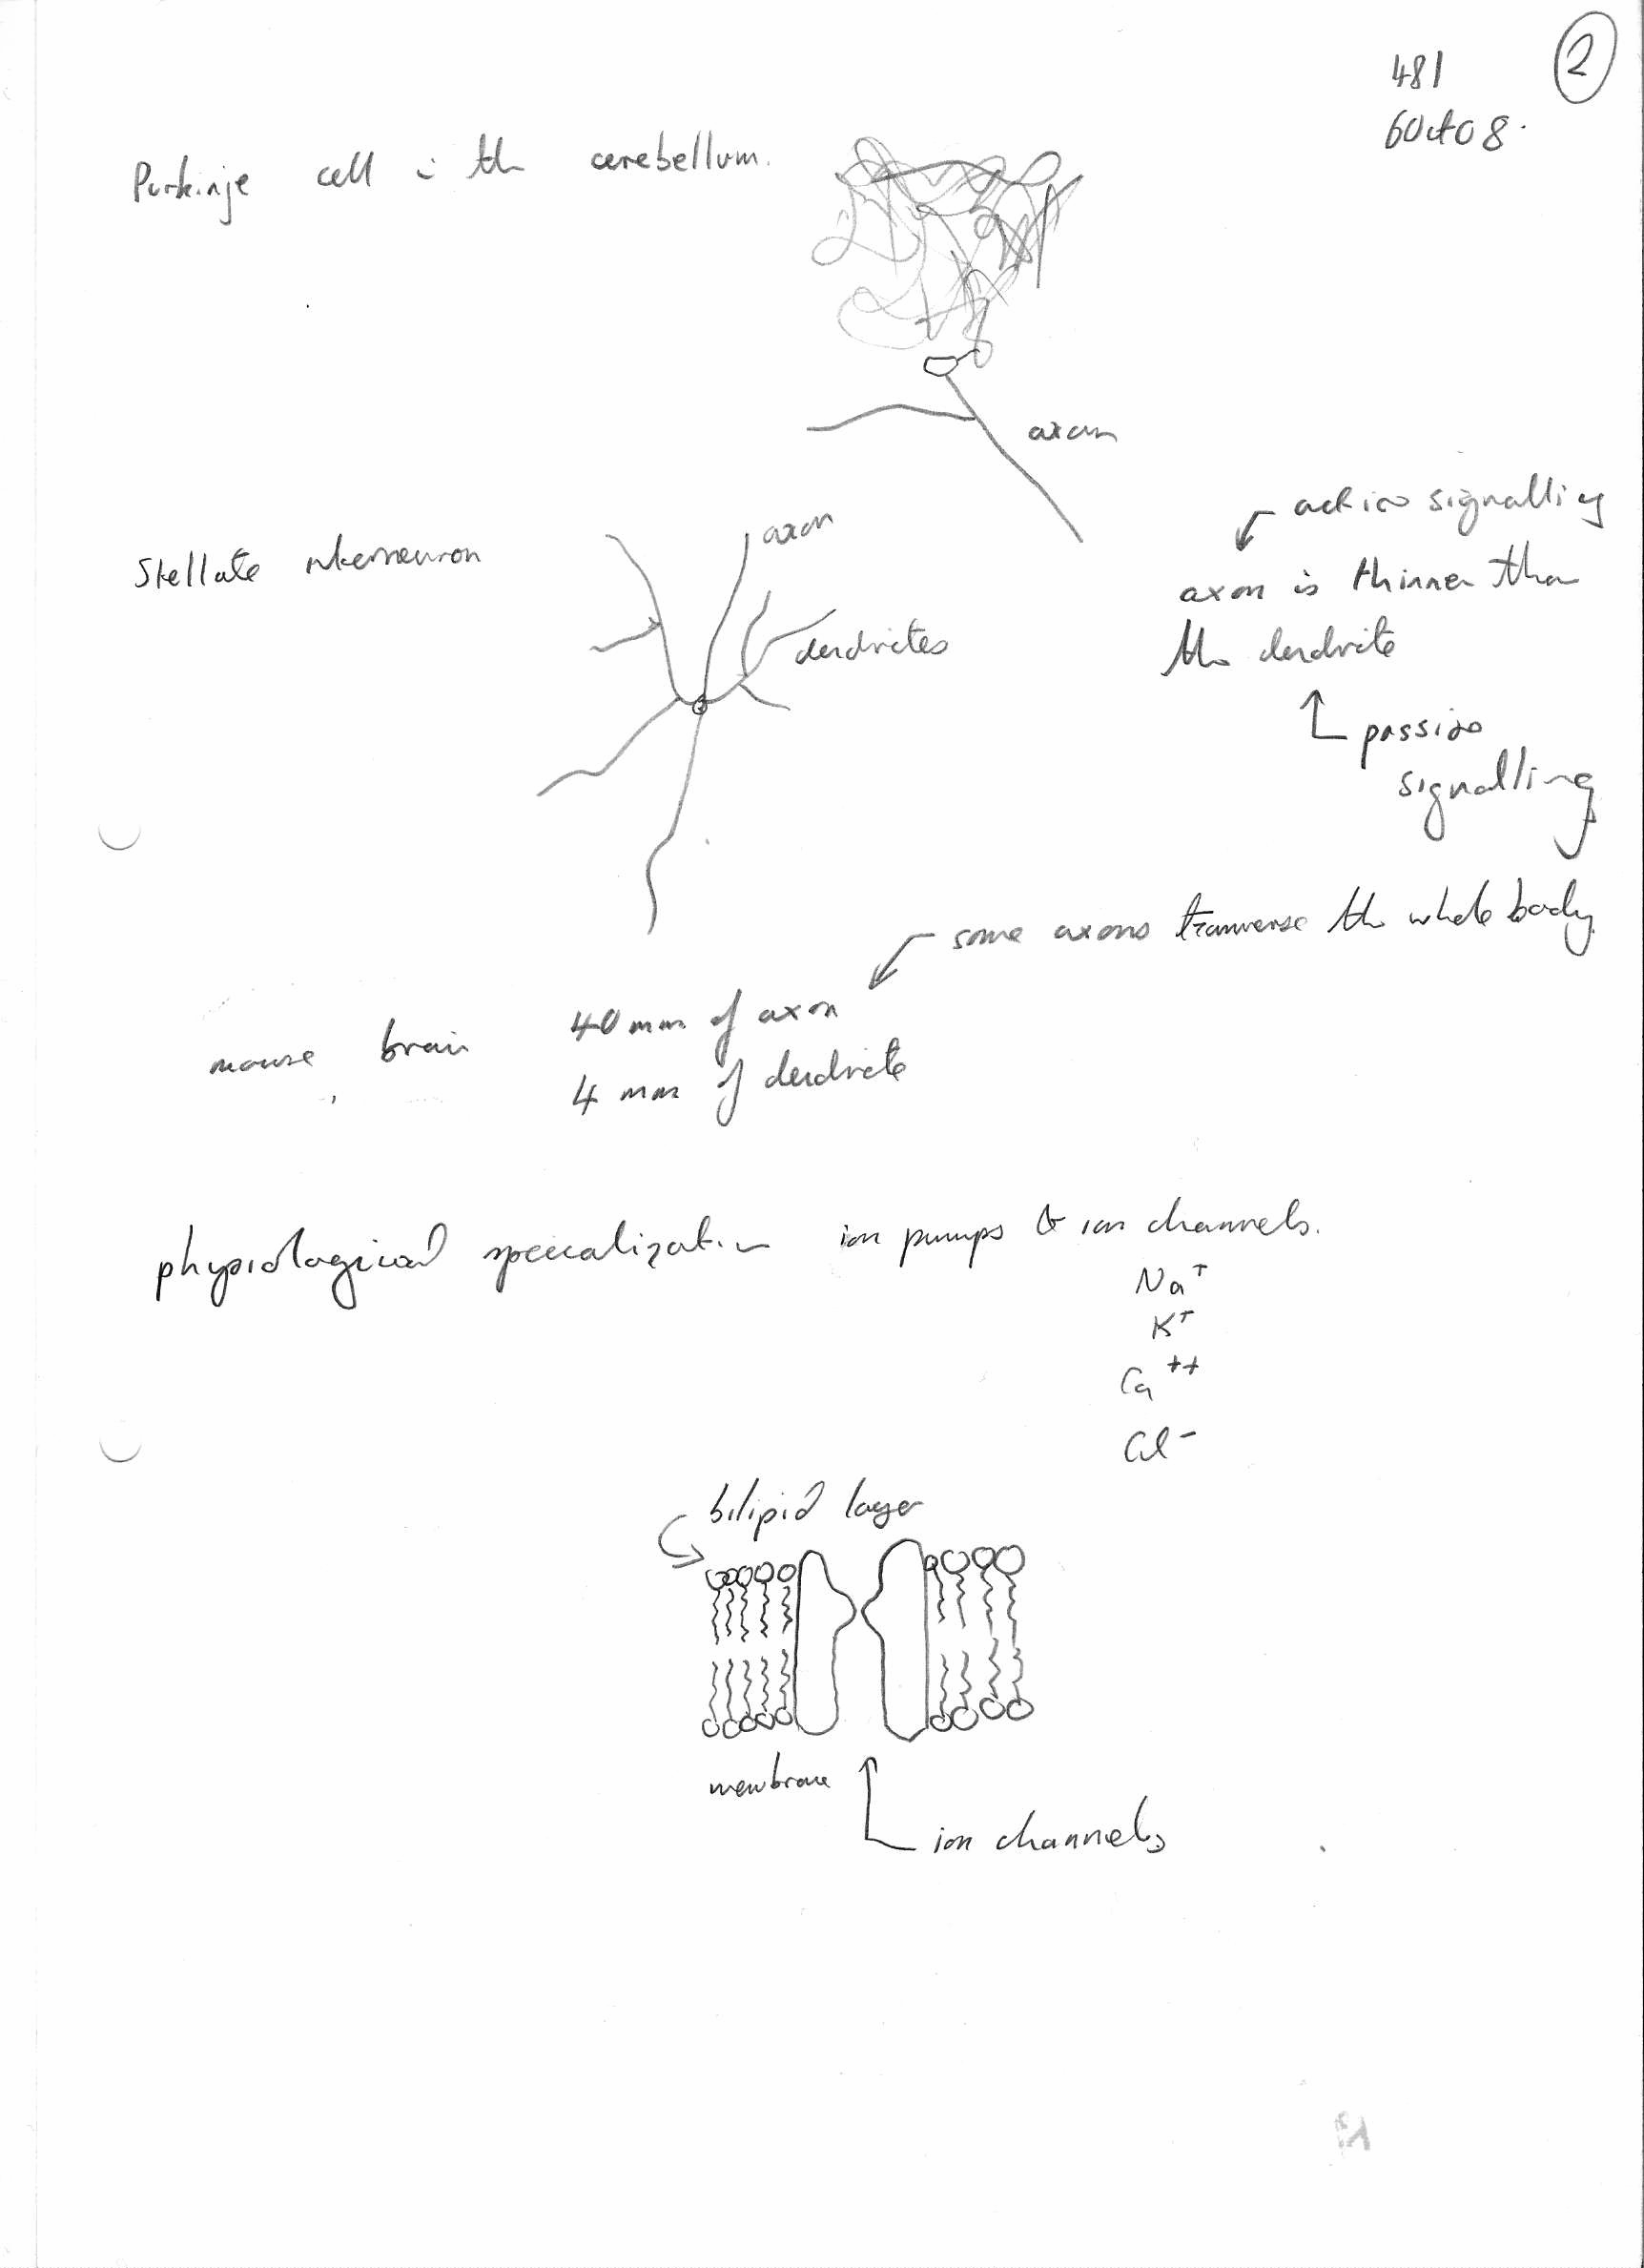 2
481
6Oct08.
Purkinje cell in the cerebellum.
axon
active signalling
axon is thinner than
the dendrite
passive
signalling
Stellate interneuron
axon
dendrites
some axons tranverse the whole body.
mouse brain
40 mm of axon
4 mm of dendrite
physiological specialization ion pumps & ion channels.
Na+
K+
Ca++
Cl-
bilipid layer
membrane
ion channels